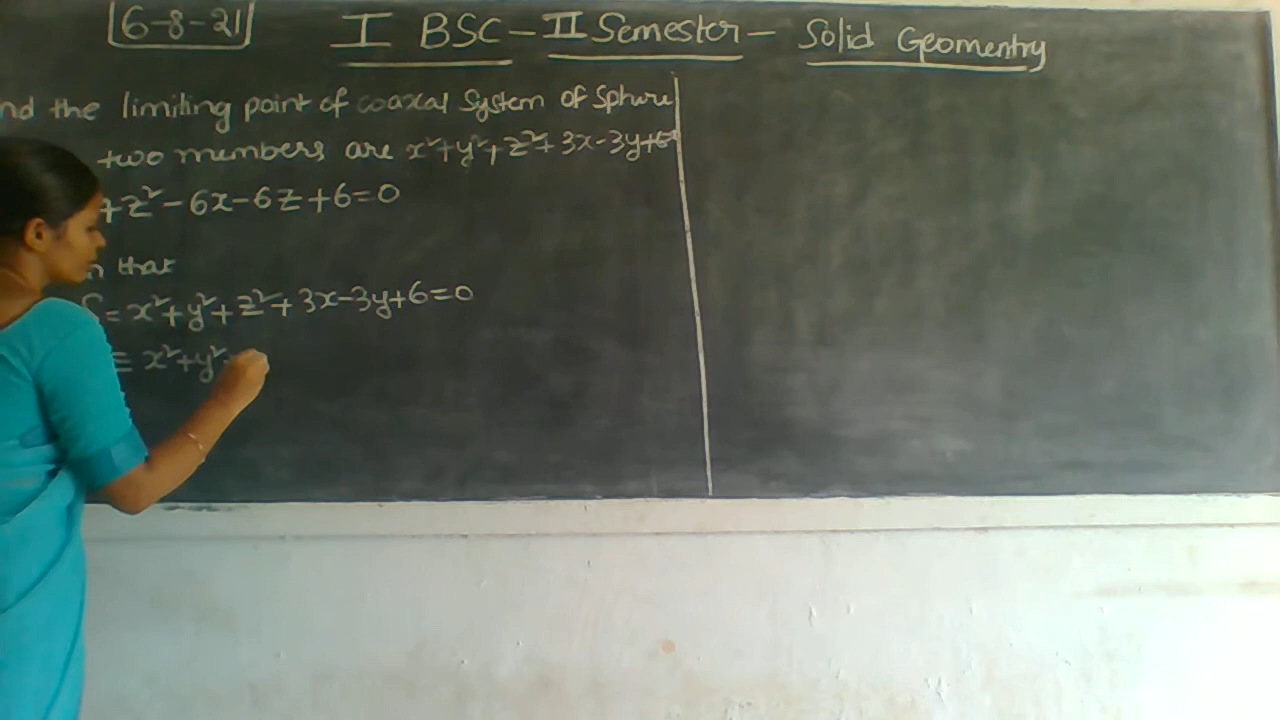 6-8-21
I BSC - II Semester - Solid Geomentry
nd the limiting point of coaxal System of Sphere
two members are x²+y²+z²+3x-3y+6
+z²-6x-6z+6=0
n that
S≡x²+y²+z²+3x-3y+6=0
≡ x²+y²